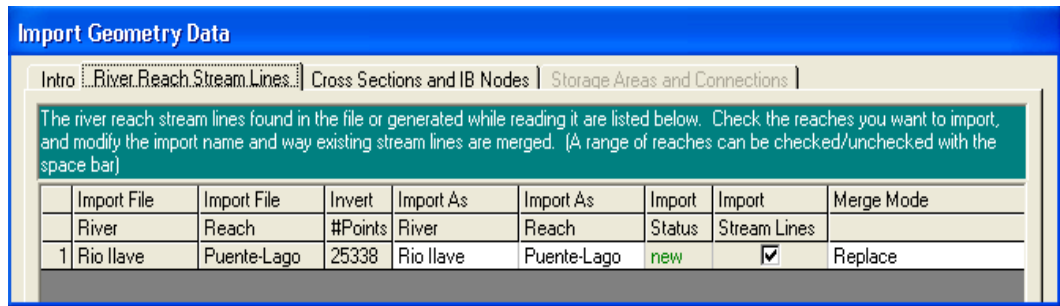 Import Geometry Data
Intro River Reach Stream Lines Cross Sections and IB Nodes Storage Areas and Connections
The river reach stream lines found in the file or generated while reading it are listed below. Check the reaches you want to import,
and modify the import name and way existing stream lines are merged. (A range of reaches can be checked/unchecked with the
space bar)
Import File Import File Invert Import As Import As Import Import Merge Mode
River Reach #Points River Reach Status Stream Lines
1 Rio Ilave Puente-Lago 25338 Rio Ilave Puente-Lago new Replace